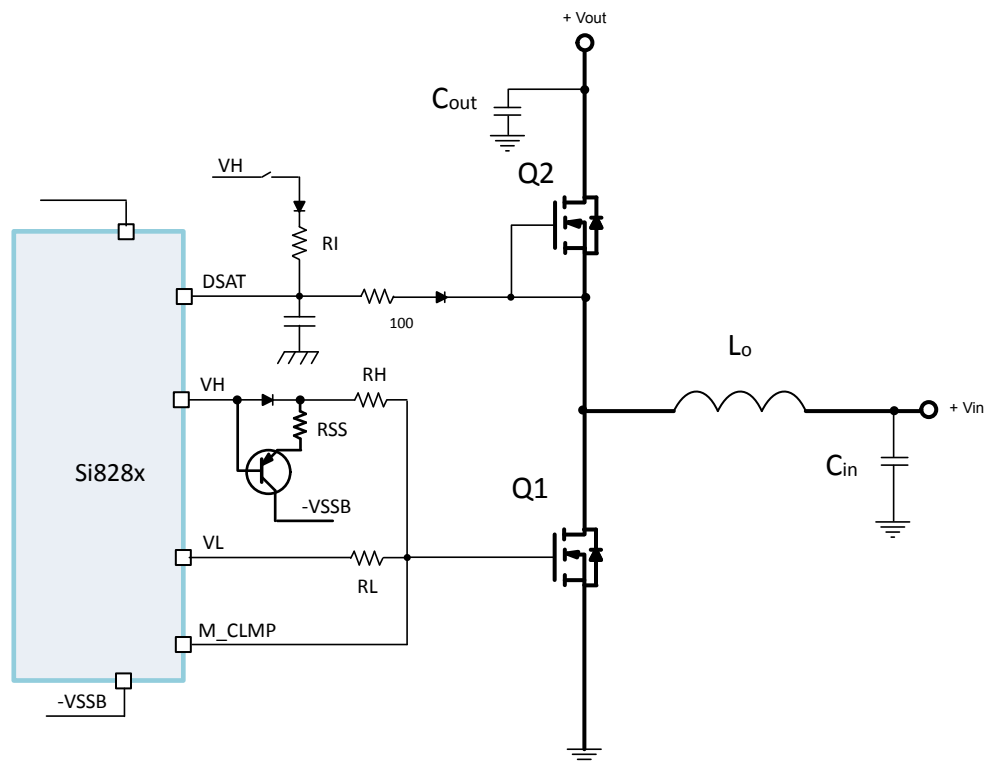 + Vout
Cout
Q2
VH
RI
DSAT
100
Lo
VH
RH
+ Vin
RSS
Cin
Si828x
Q1
-VSSB
VL
RL
M_CLMP
-VSSB